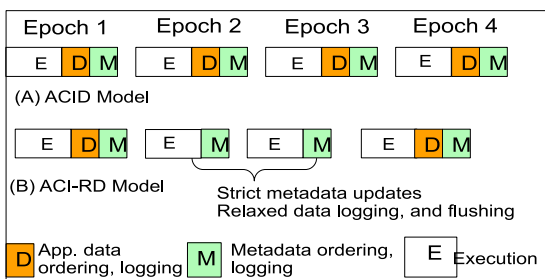 Epoch 1 Epoch 2 Epoch 3 Epoch 4
E D M E D M E D M E D M
(A) ACID Model
E D M E M E M E D M
(B) ACI-RD Model
Strict metadata updates
Relaxed data logging, and flushing
D App. data
ordering, logging
M Metadata ordering,
logging
E Execution